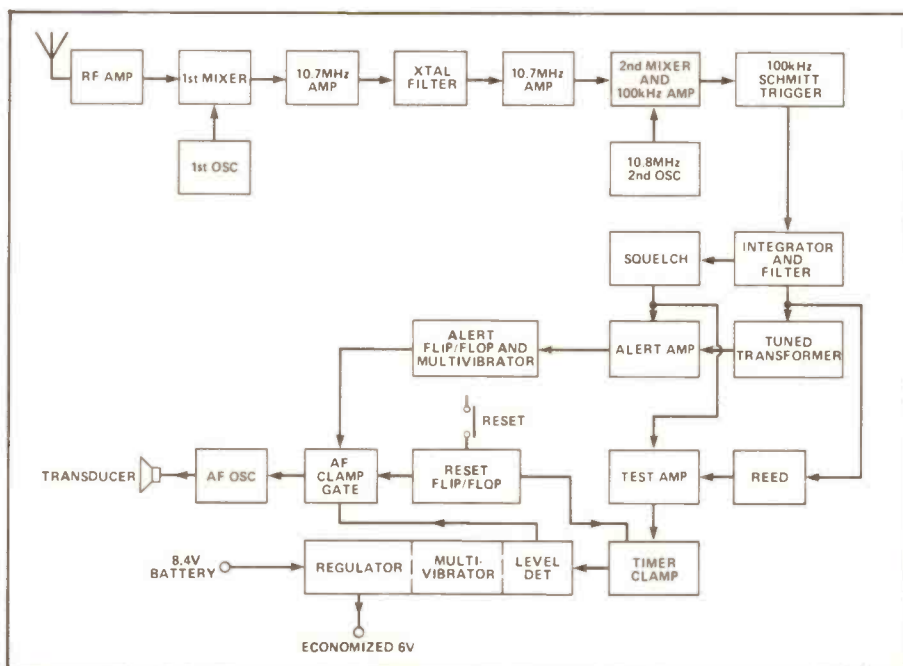 RF AMP
1st MIXER
10.7MHz
AMP
XTAL
FILTER
10.7MHz
AMP
2nd MIXER
AND
100kHz AMP
100kHz
SCHMITT
TRIGGER
1st OSC
10.8MHz
2nd OSC
SQUELCH
INTEGRATOR
AND
FILTER
ALERT
FLIP/FLOP AND
MULTIVIBRATOR
ALERT AMP
TUNED
TRANSFORMER
RESET
TRANSDUCER
AF OSC
AF
CLAMP
GATE
RESET
FLIP/FLOP
TEST AMP
REED
8.4V
BATTERY
REGULATOR
MULTI-
VIBRATOR
LEVEL
DET
TIMER
CLAMP
ECONOMIZED 6V